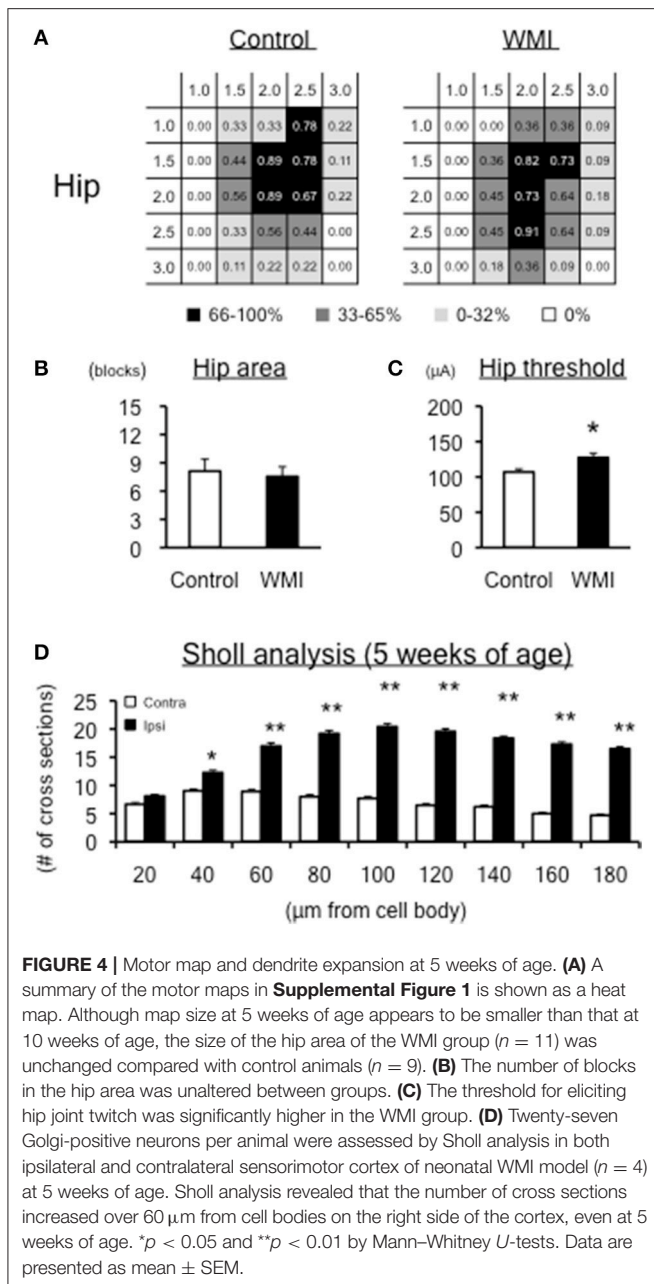 A
Control WMI
1.0 1.5 2.0 2.5 3.0 1.0 1.5 2.0 2.5 3.0
1.0 0.00 0.33 0.33 0.78 0.22 1.0 0.00 0.00 0.36 0.36 0.09
1.5 0.00 0.44 0.89 0.78 0.11 1.5 0.00 0.36 0.82 0.73 0.09
Hip
2.0 0.00 0.56 0.89 0.67 0.22 2.0 0.00 0.45 0.73 0.64 0.18
2.5 0.00 0.33 0.56 0.44 0.00 2.5 0.00 0.45 0.91 0.64 0.09
3.0 0.00 0.11 0.22 0.22 0.00 3.0 0.00 0.18 0.36 0.09 0.00
66-100% 33-65% 0-32% 0%
B (blocks) Hip area
15
12
9
6
3
0
Control WMI
C (µA) Hip threshold
200
150
100
50
0
*
Control WMI
D Sholl analysis (5 weeks of age)
(# of cross sections)
25
20
15
10
5
0
Contra
Ipsi
* ** ** ** ** ** ** **
20 40 60 80 100 120 140 160 180
(µm from cell body)
FIGURE 4 | Motor map and dendrite expansion at 5 weeks of age. (A) A
summary of the motor maps in Supplemental Figure 1 is shown as a heat
map. Although map size at 5 weeks of age appears to be smaller than that at
10 weeks of age, the size of the hip area of the WMI group (n = 11) was
unchanged compared with control animals (n = 9). (B) The number of blocks
in the hip area was unaltered between groups. (C) The threshold for eliciting
hip joint twitch was significantly higher in the WMI group. (D) Twenty-seven
Golgi-positive neurons per animal were assessed by Sholl analysis in both
ipsilateral and contralateral sensorimotor cortex of neonatal WMI model (n = 4)
at 5 weeks of age. Sholl analysis revealed that the number of cross sections
increased over 60 µm from cell bodies on the right side of the cortex, even at 5
weeks of age. *p < 0.05 and **p < 0.01 by Mann–Whitney U-tests. Data are
presented as mean ± SEM.